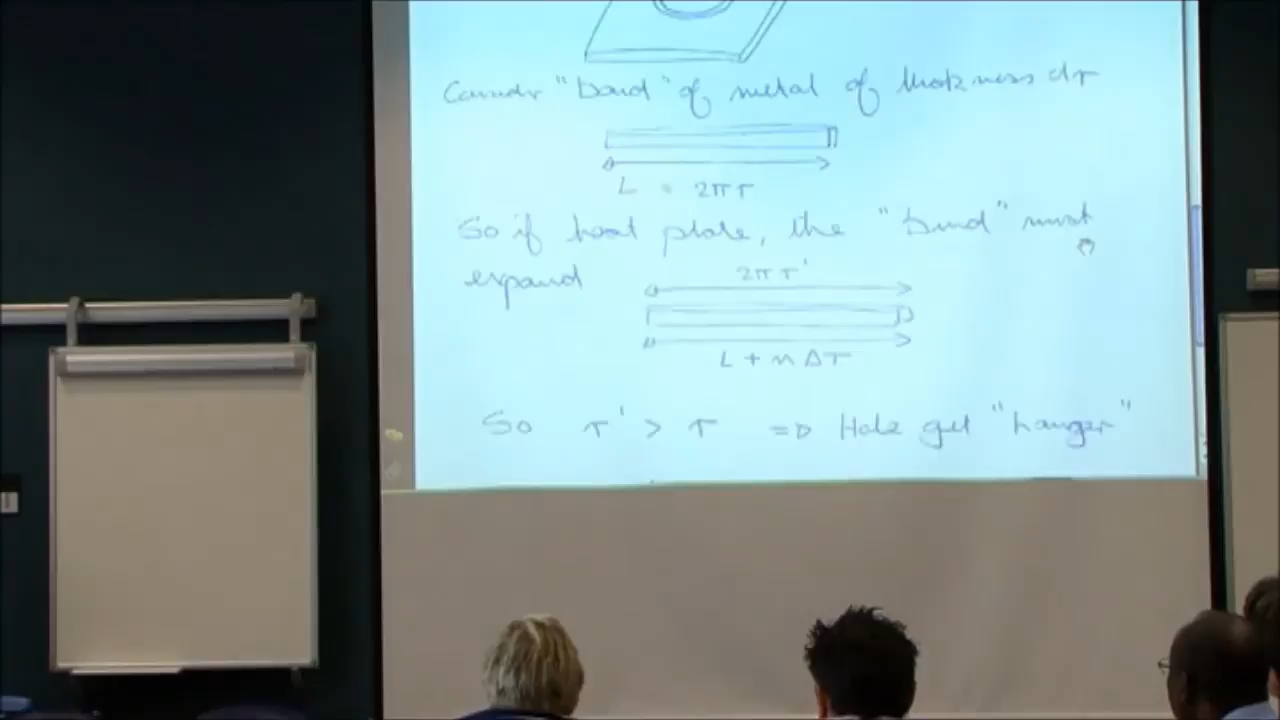 Consider "band" of metal of thickness dr
L = 2πr
So if heat plate, the "band" must
expand
2πr'
L + n ΔT
So r' > r => Hole get "larger"